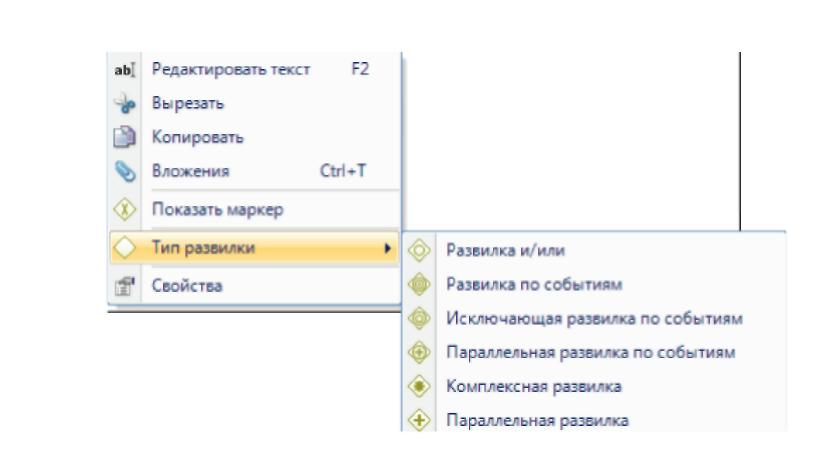 Редактировать текст F2
Вырезать
Копировать
Вложения Ctrl+T
Показать маркер
Тип развилки
Свойства
Развилка и/или
Развилка по событиям
Исключающая развилка по событиям
Параллельная развилка по событиям
Комплексная развилка
Параллельная развилка